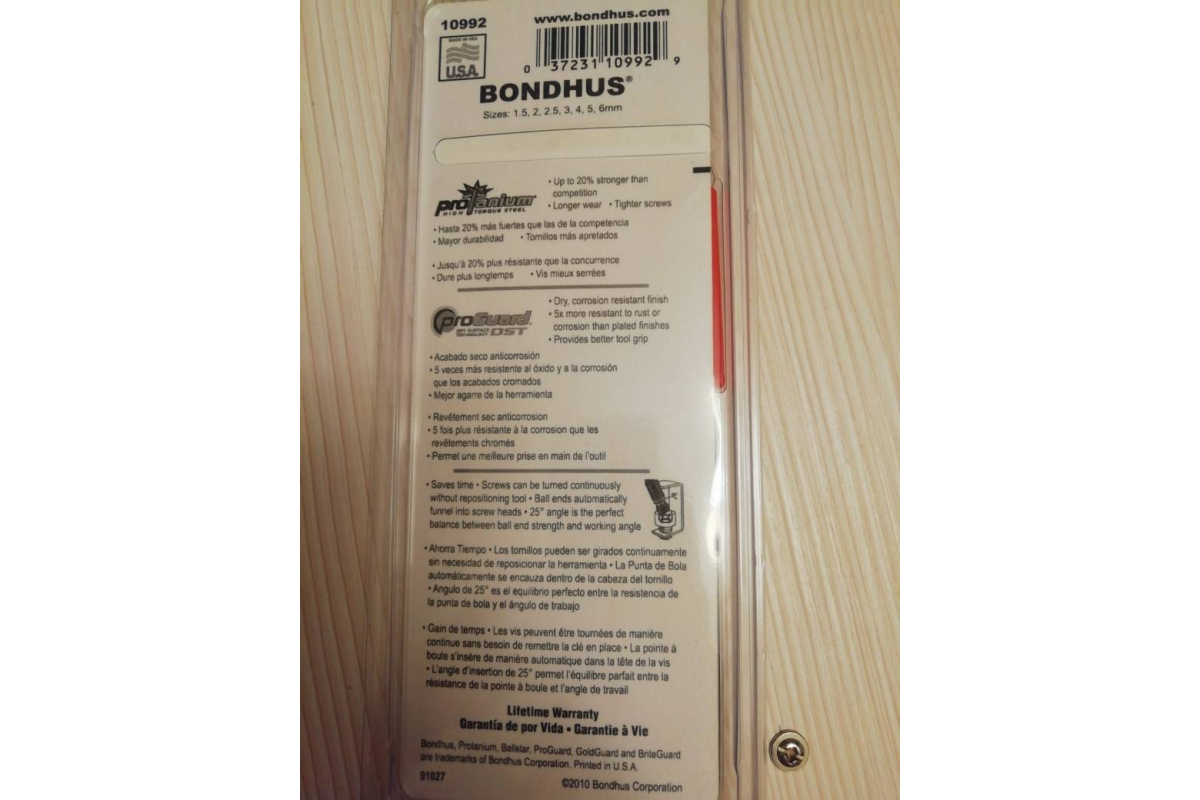 10992
www.bondhus.com
MADE IN USA
U.S.A.
0 37231 10992 9
BONDHUS®
Sizes: 1.5, 2, 2.5, 3, 4, 5, 6mm
proTanium®
HIGH TORQUE STEEL
• Up to 20% stronger than
competition
• Longer wear • Tighter screws
• Hasta 20% más fuertes que las de la competencia
• Mayor durabilidad • Tornillos más apretados
• Jusqu'à 20% plus résistante que la concurrence
• Dure plus longtemps • Vis mieux serrées
proGuard™
DRY SURFACE
TECHNOLOGY DST
• Dry, corrosion resistant finish
• 5x more resistant to rust or
corrosion than plated finishes
• Provides better tool grip
• Acabado seco anticorrosión
• 5 veces más resistente al óxido y a la corrosión
que los acabados cromados
• Mejor agarre de la herramienta
• Revêtement sec anticorrosion
• 5 fois plus résistante à la corrosion que les
revêtements chromés
• Permet une meilleure prise en main de l'outil
• Saves time • Screws can be turned continuously
without repositioning tool • Ball ends automatically
funnel into screw heads • 25° angle is the perfect
balance between ball end strength and working angle
• Ahorra Tiempo • Los tornillos pueden ser girados continuamente
sin necesidad de reposicionar la herramienta • La Punta de Bola
automáticamente se encauza dentro de la cabeza del tornillo
• Angulo de 25° es el equilibrio perfecto entre la resistencia de
la punta de bola y el ángulo de trabajo
• Gain de temps • Les vis peuvent être tournées de manière
continue sans besoin de remettre la clé en place • La pointe à
boule s'insère de manière automatique dans la tête de la vis
• L'angle d'insertion de 25° permet l'équilibre parfait entre la
résistance de la pointe à boule et l'angle de travail
Lifetime Warranty
Garantía de por Vida • Garantie à Vie
Bondhus, Protanium, Ballstar, ProGuard, GoldGuard and BriteGuard
are trademarks of Bondhus Corporation. Printed in U.S.A.
91027
©2010 Bondhus Corporation